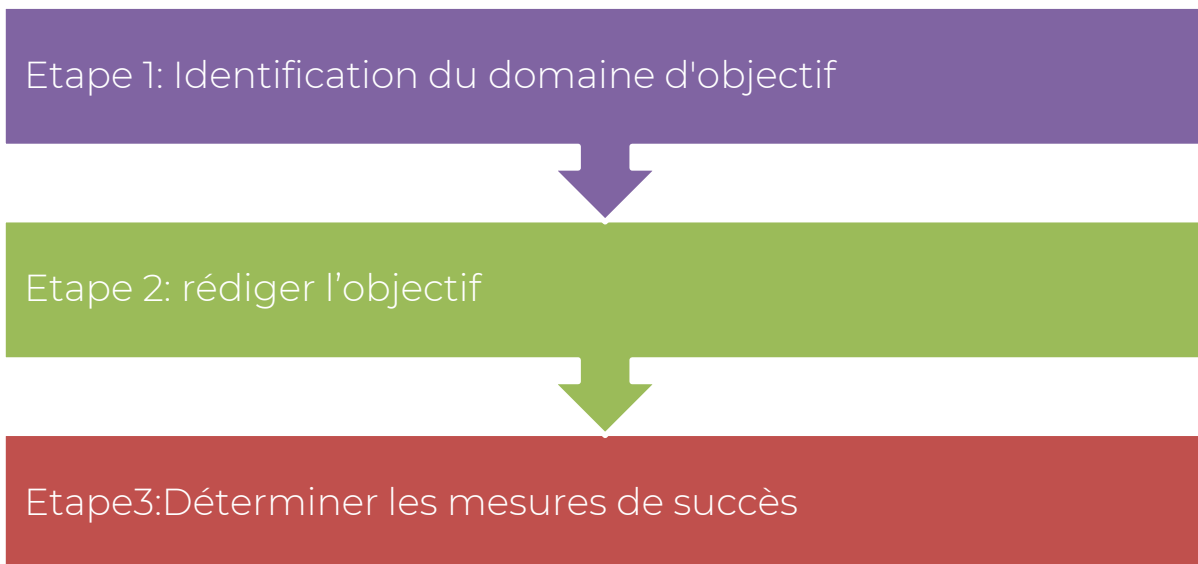 Etape 1: Identification du domaine d'objectif
Etape 2: rédiger l’objectif
Etape3:Déterminer les mesures de succès